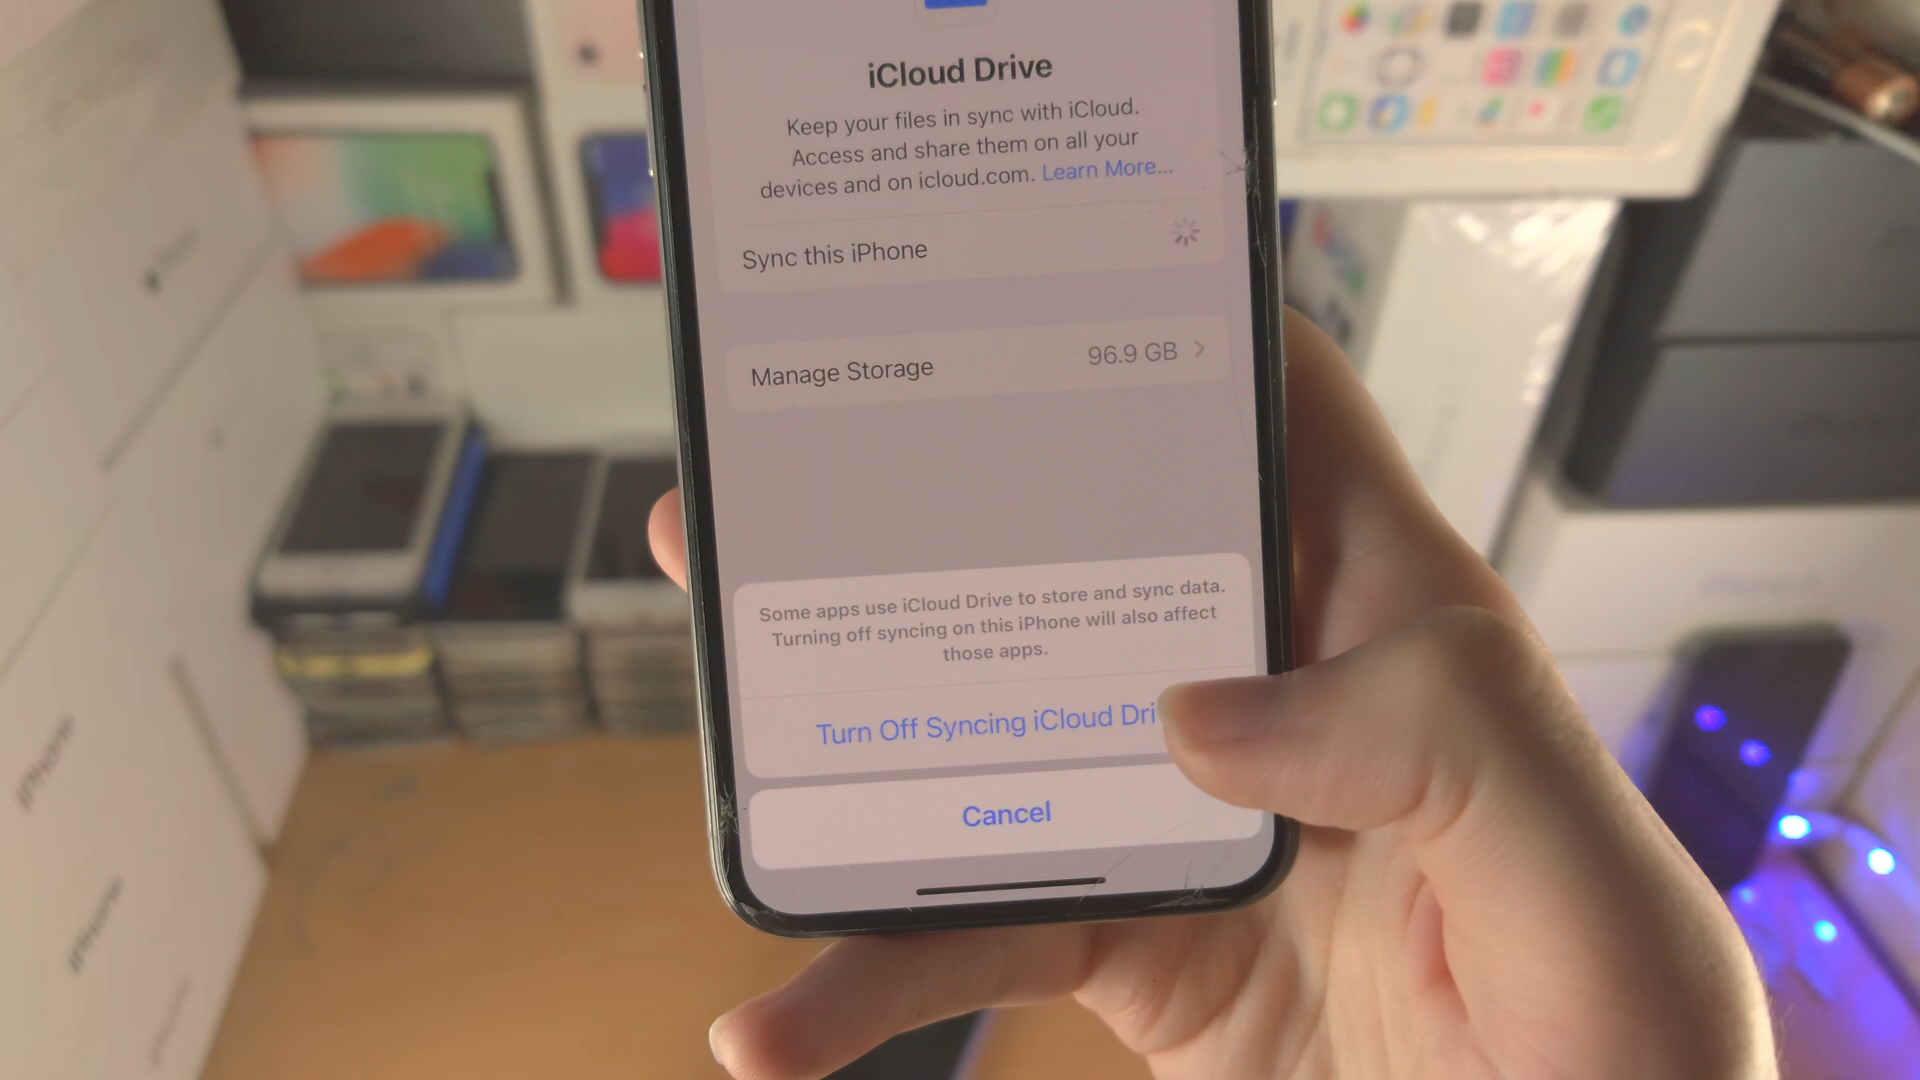 iCloud Drive
Keep your files in sync with iCloud.
Access and share them on all your
devices and on icloud.com. Learn More...
Sync this iPhone
Manage Storage 96.9 GB
Some apps use iCloud Drive to store and sync data.
Turning off syncing on this iPhone will also affect
those apps.
Turn Off Syncing iCloud Dri
Cancel
iPhone
iPhone